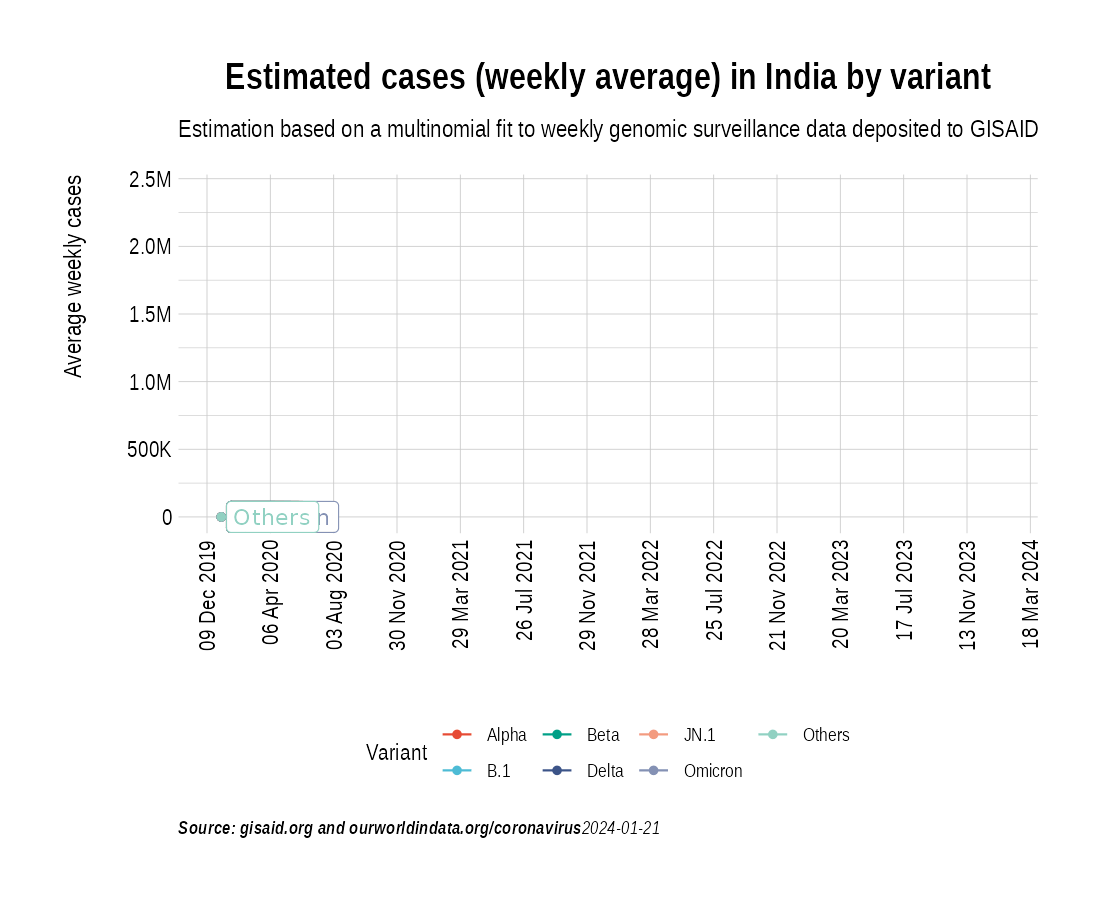 Estimated cases (weekly average) in India by variant
Estimation based on a multinomial fit to weekly genomic surveillance data deposited to GISAID
Average weekly cases
2.5M
2.0M
1.5M
1.0M
500K
0
Others n
09 Dec 2019
06 Apr 2020
03 Aug 2020
30 Nov 2020
29 Mar 2021
26 Jul 2021
29 Nov 2021
28 Mar 2022
25 Jul 2022
21 Nov 2022
20 Mar 2023
17 Jul 2023
13 Nov 2023
18 Mar 2024
Variant
Alpha Beta JN.1 Others
B.1 Delta Omicron
Source: gisaid.org and ourworldindata.org/coronavirus2024-01-21